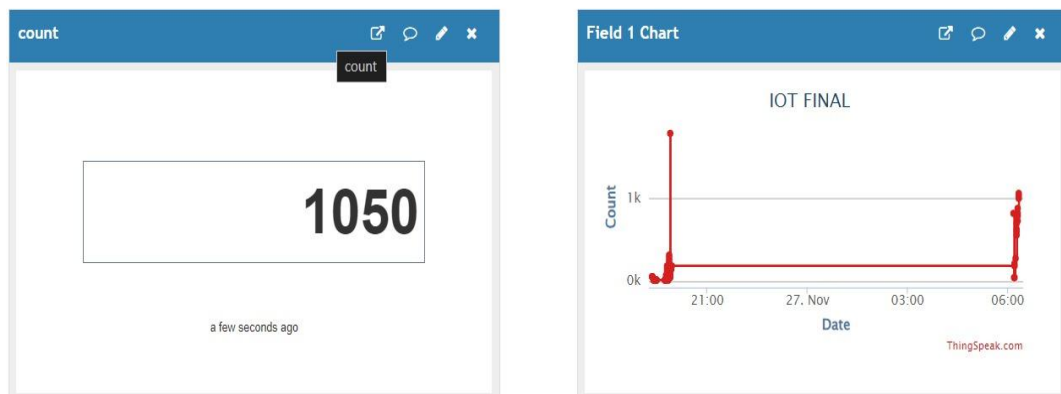 count
count
1050
a few seconds ago
Field 1 Chart
IOT FINAL
Count
1k
0k
21:00
27. Nov
03:00
06:00
Date
ThingSpeak.com